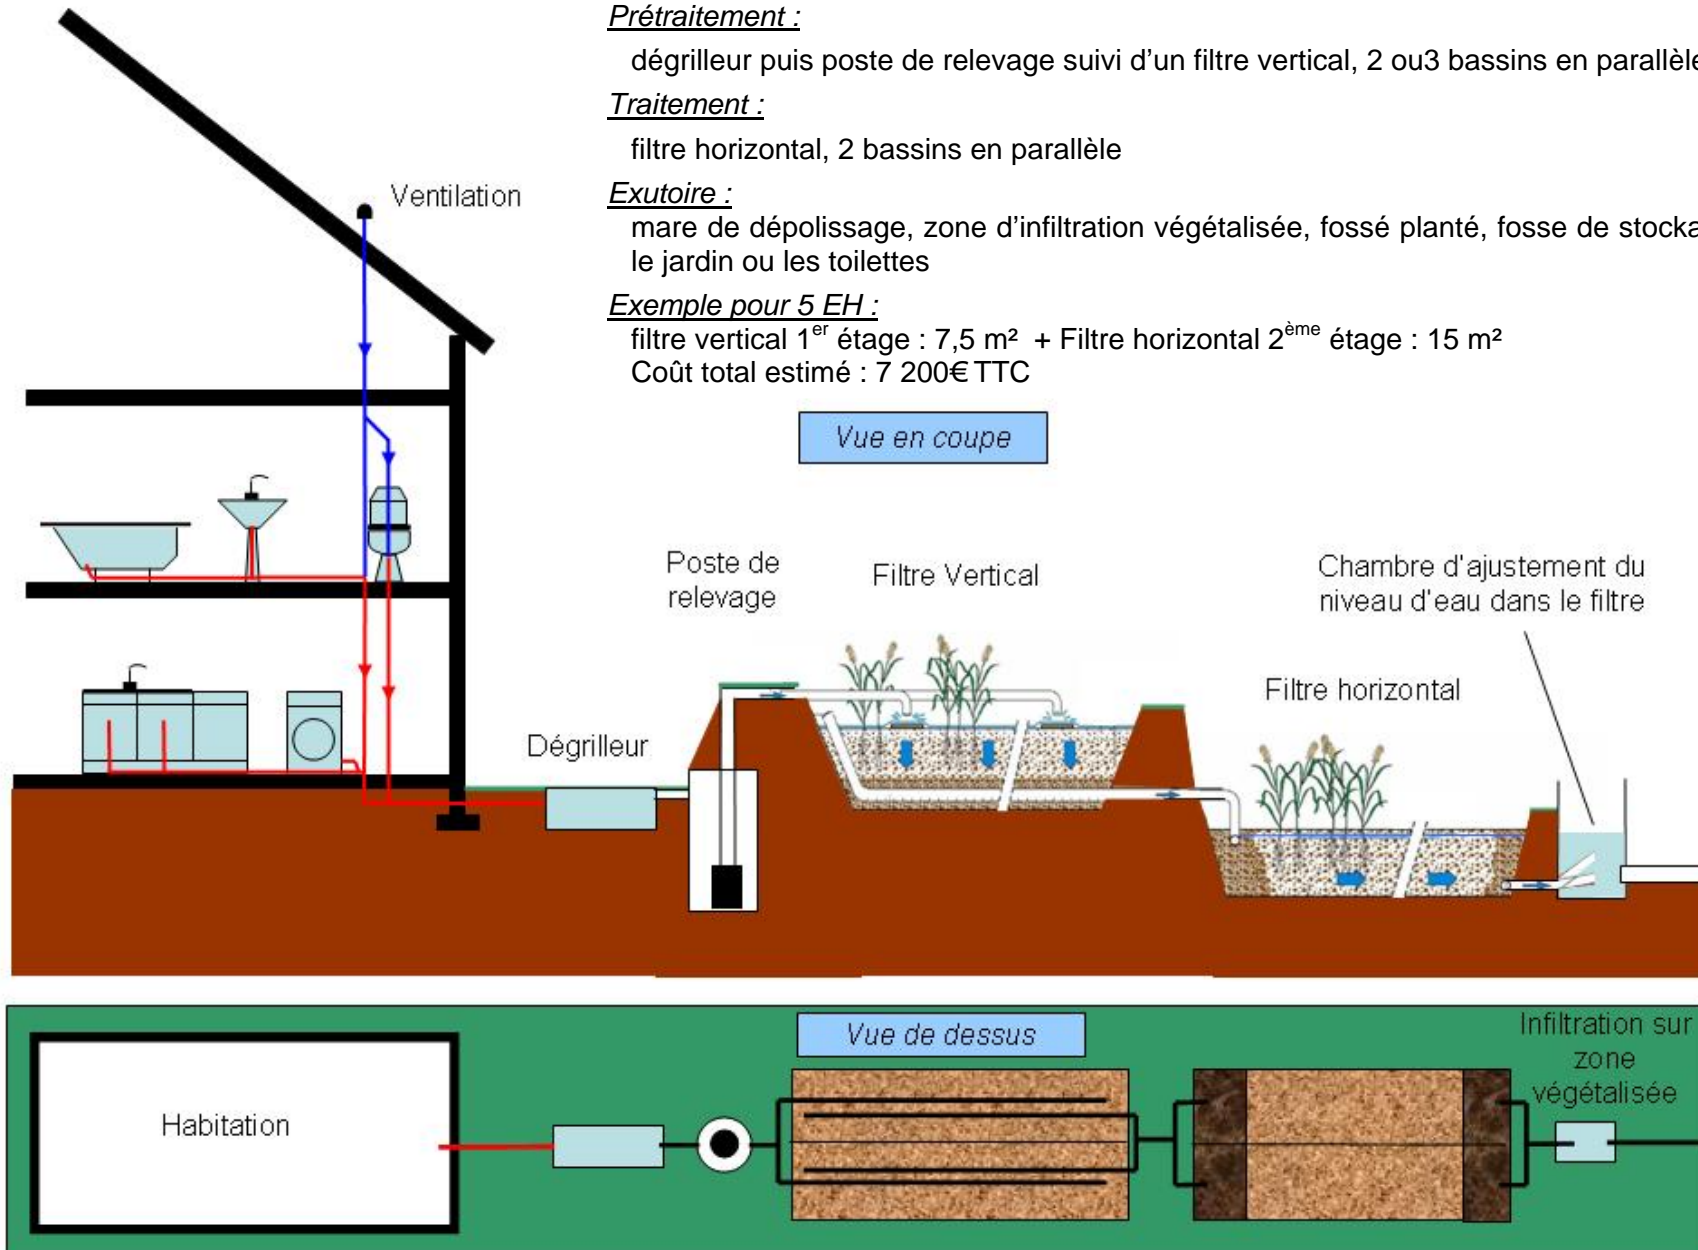 Prétraitement :
dégrilleur puis poste de relevage suivi d'un filtre vertical, 2 ou3 bassins en parallèle
Traitement :
filtre horizontal, 2 bassins en parallèle
Exutoire :
mare de dépolissage, zone d'infiltration végétalisée, fossé planté, fosse de stocka
le jardin ou les toilettes
Exemple pour 5 EH :
filtre vertical 1er étage : 7,5 m² + Filtre horizontal 2ème étage : 15 m²
Coût total estimé : 7 200€ TTC
Ventilation
Vue en coupe
Poste de
relevage
Filtre Vertical
Chambre d'ajustement du
niveau d'eau dans le filtre
Filtre horizontal
Dégrilleur
Vue de dessus
Infiltration sur
zone
végétalisée
Habitation